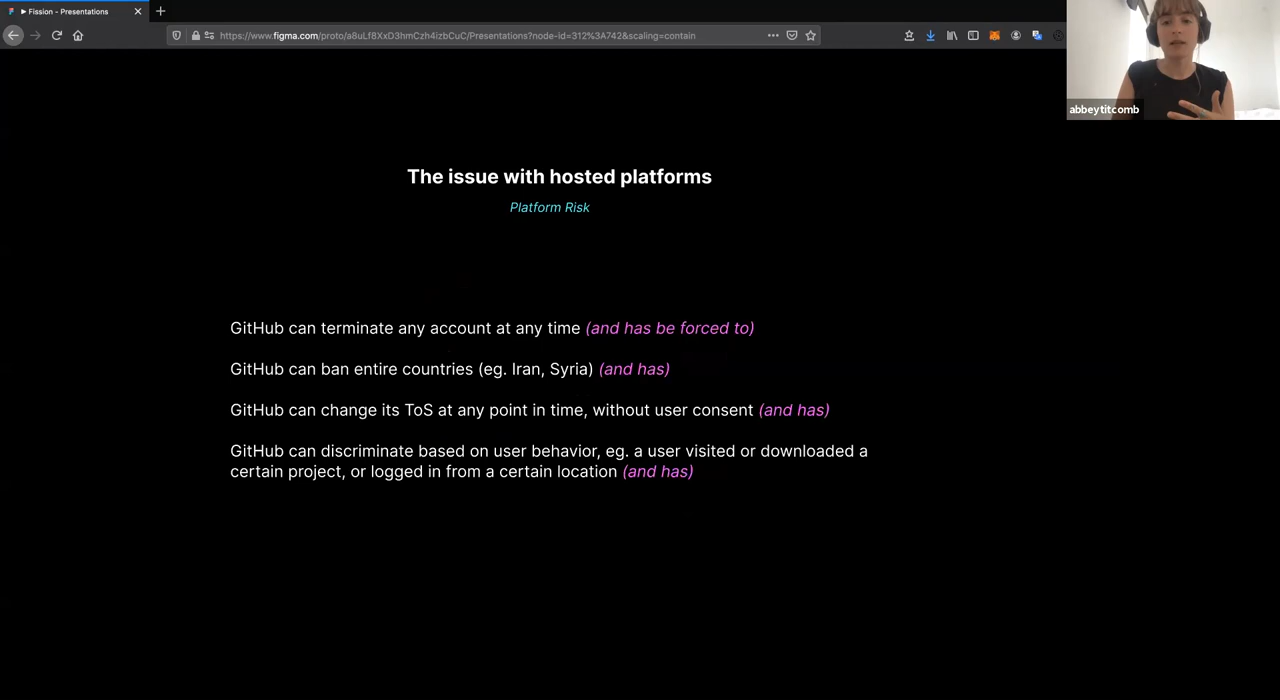 Fission - Presentations
https://www.figma.com/proto/a8uLf8XxD3hmCzh4izbCuC/Presentations?node-id=312%3A742&scaling=contain
abbeytitcomb
The issue with hosted platforms
Platform Risk
GitHub can terminate any account at any time (and has be forced to)
GitHub can ban entire countries (eg. Iran, Syria) (and has)
GitHub can change its ToS at any point in time, without user consent (and has)
GitHub can discriminate based on user behavior, eg. a user visited or downloaded a
certain project, or logged in from a certain location (and has)